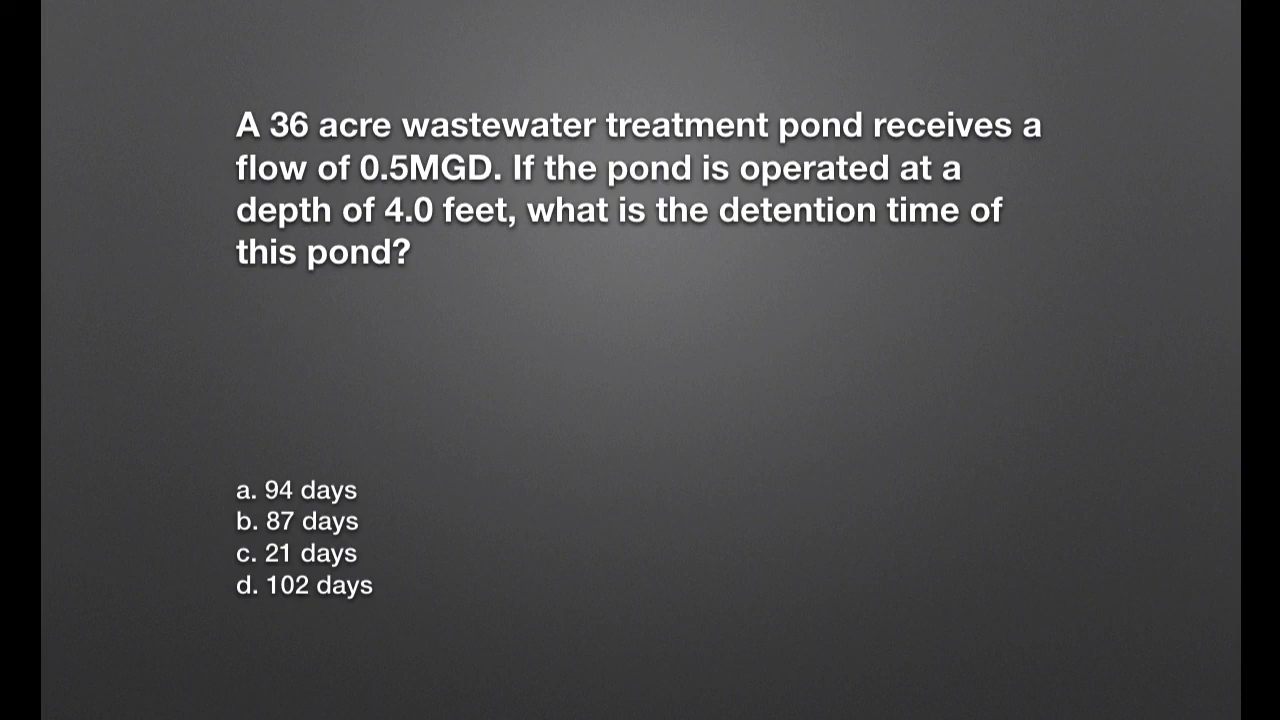 A 36 acre wastewater treatment pond receives a
flow of 0.5MGD. If the pond is operated at a
depth of 4.0 feet, what is the detention time of
this pond?
a. 94 days
b. 87 days
c. 21 days
d. 102 days